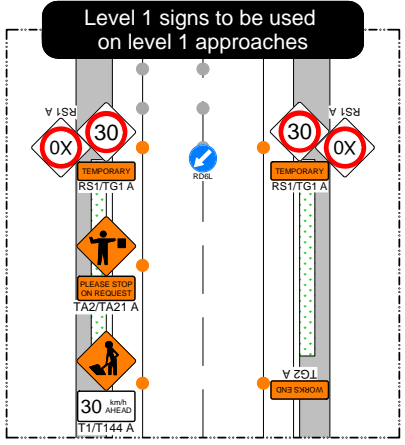 Level 1 signs to be used
on level 1 approaches
RS1 A
RS1 A
0X
30
30
0X
TEMPORARY
TEMPORARY
RS1/TG1 A
RD6L
RS1/TG1 A
PLEASE STOP
ON REQUEST
TA2/TA21 A
TG2 A
WORKS END
30 km/h
AHEAD
T1/T144 A